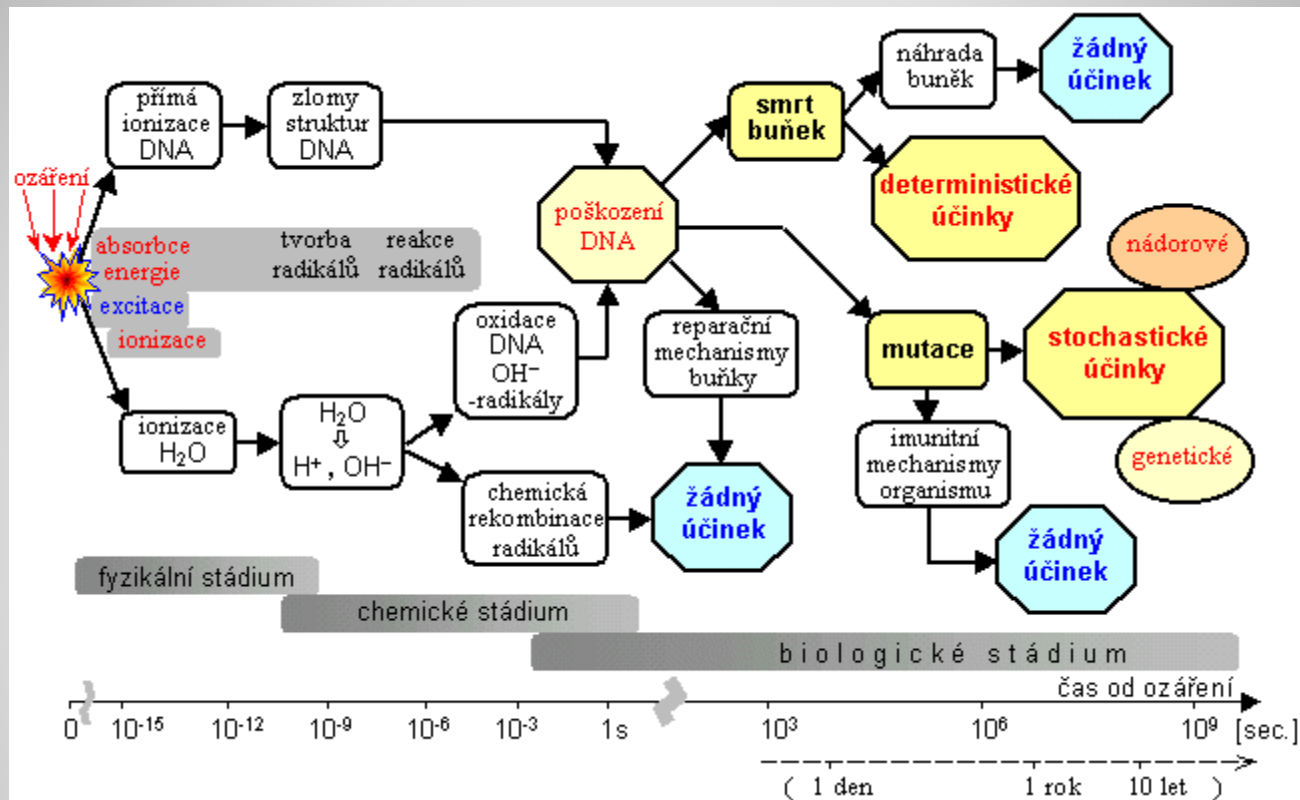 ozáření
přímá
ionizace
DNA
zlomy
struktur
DNA
absorbce
energie
tvorba
radikálů
reakce
radikálů
excitace
ionizace
ionizace
H₂O
H₂O
⇩
H⁺, OH⁻
oxidace
DNA
OH⁻
-radikály
chemická
rekombinace
radikálů
žádný
účinek
poškození
DNA
reparační
mechanismy
buňky
smrt
buňek
náhrada
buněk
žádný
účinek
deterministické
účinky
mutace
stochastické
účinky
nádorové
genetické
imunitní
mechanismy
organismu
žádný
účinek
fyzikální stádium
chemické stádium
biologické stádium
čas od ozáření
0 10⁻¹⁵ 10⁻¹² 10⁻⁹ 10⁻⁶ 10⁻³ 1s 10³ 10⁶ 10⁹ [sec.]
( 1 den 1 rok 10 let )